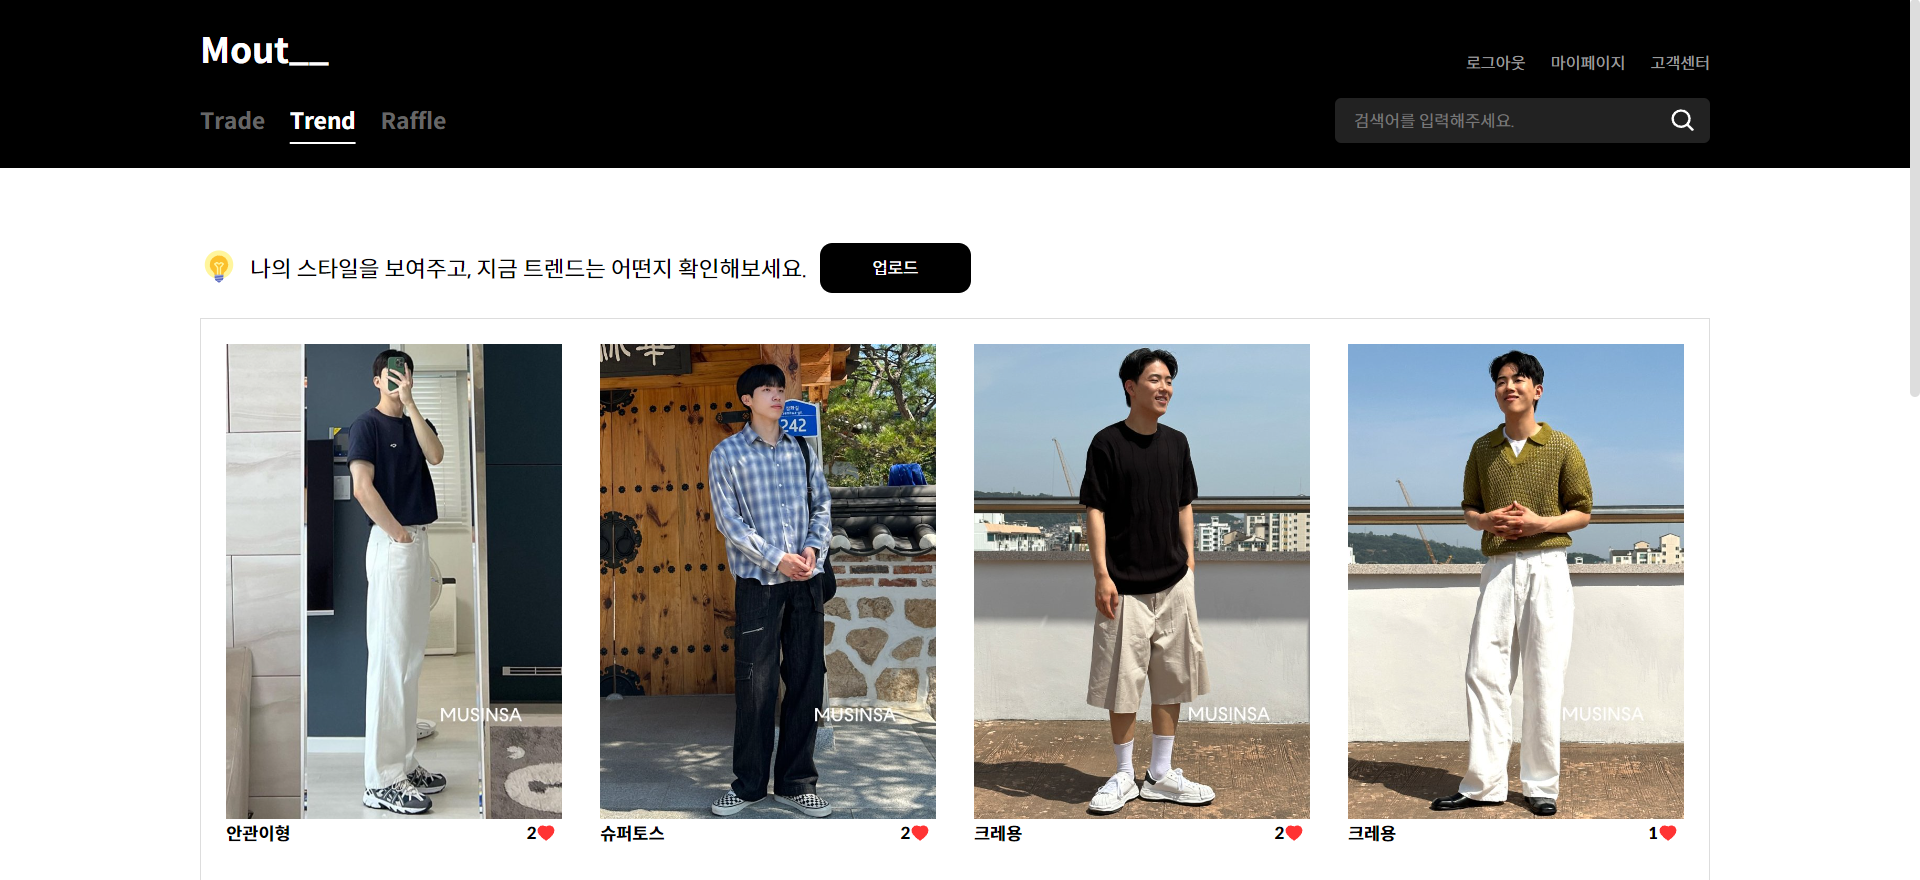 Mout__
로그아웃 마이페이지 고객센터
Trade Trend Raffle
검색어를 입력해주세요.
나의 스타일을 보여주고, 지금 트렌드는 어떤지 확인해보세요. 업로드
242
MUSINSA
MUSINSA
MUSINSA
MUSINSA
안관이형 2
슈퍼토스 2
크레용 2
크레용 1